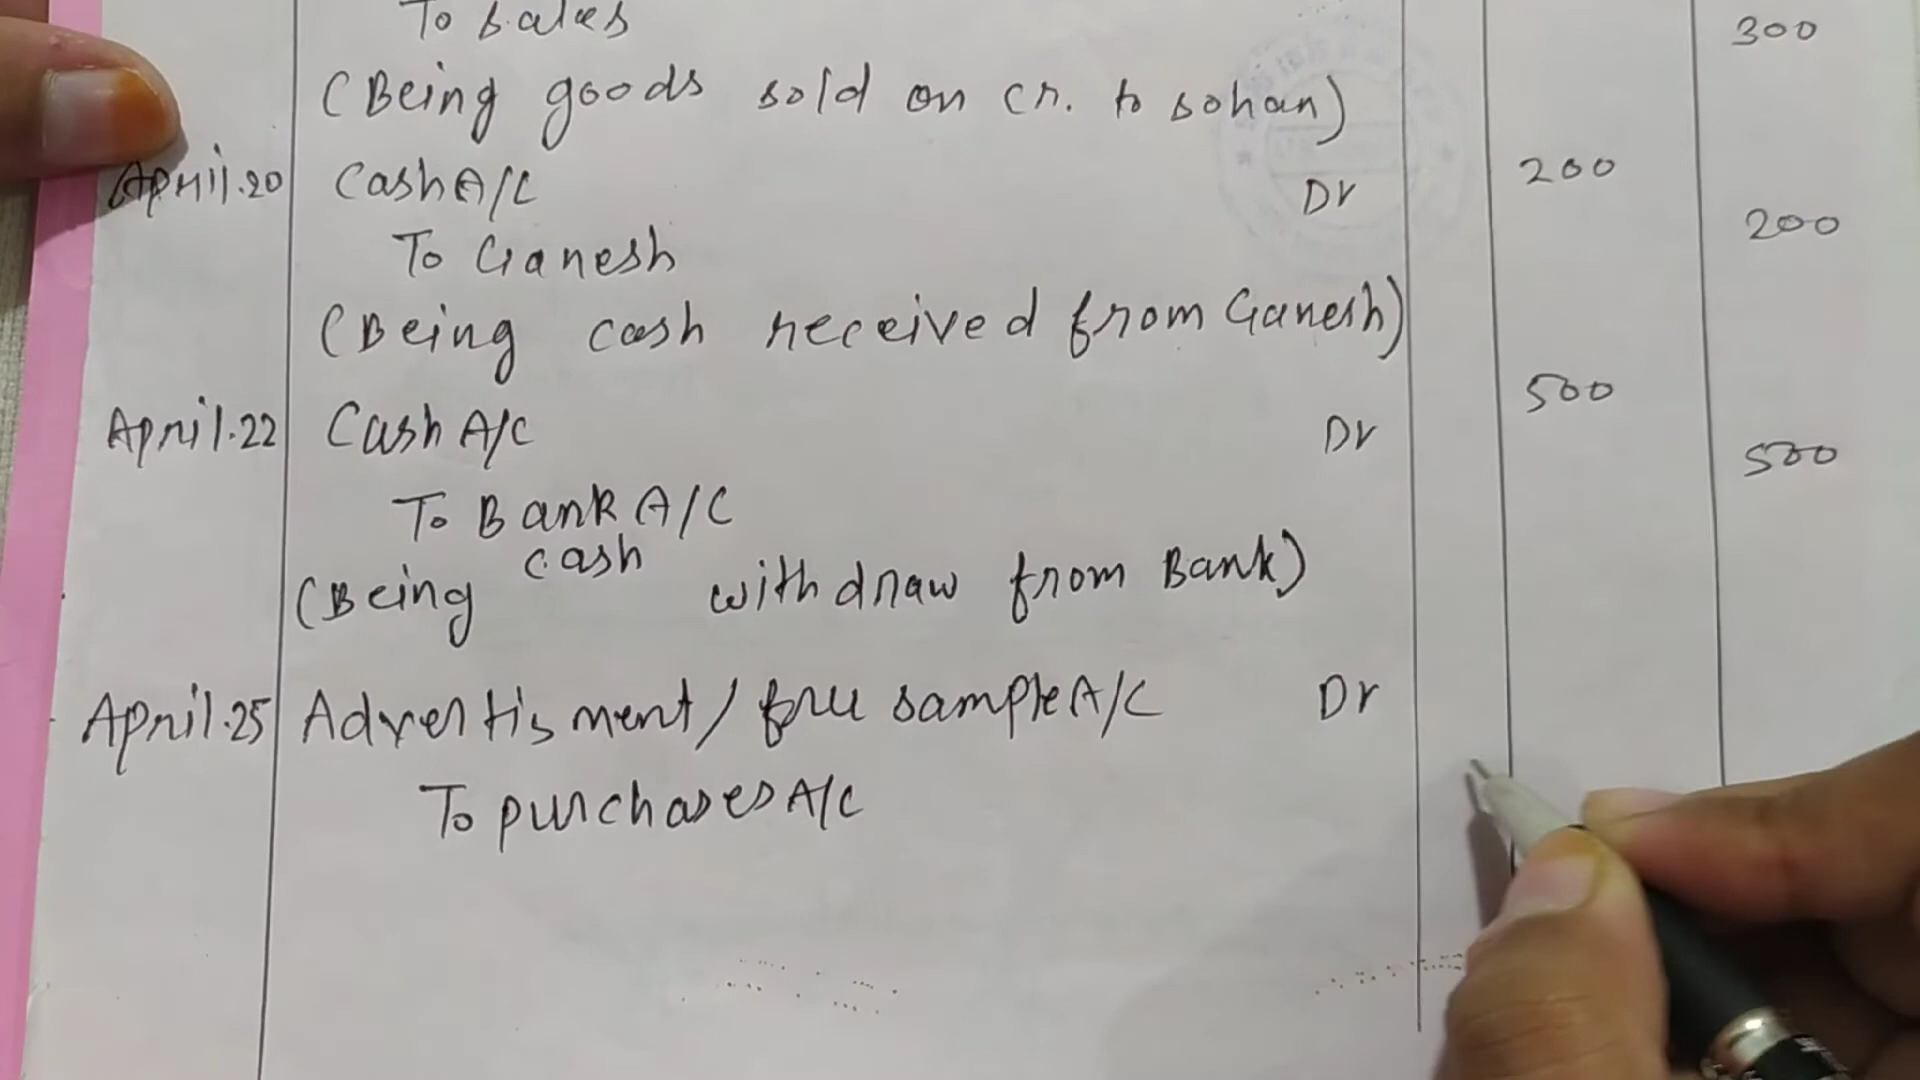 To sales 300
(Being goods sold on cr. to sohan)
April.20 Cash A/C Dr 200
To Ganesh 200
(Being cash received from Ganesh)
April.22 Cash A/C Dr 500
To Bank A/C 500
(Being cash withdraw from Bank)
April.25 Advertisment / free sample A/C Dr
To purchases A/C